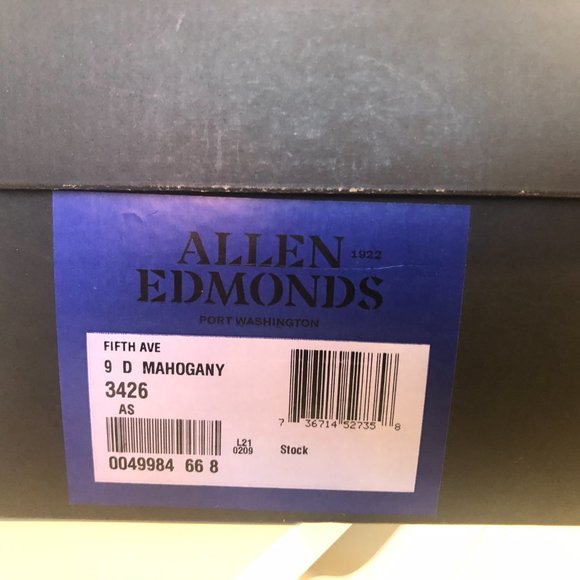 ALLEN 1922
EDMONDS
PORT WASHINGTON
FIFTH AVE
9 D MAHOGANY
3426
AS
7 36714 52735 8
L21
0209
Stock
0049984 66 8